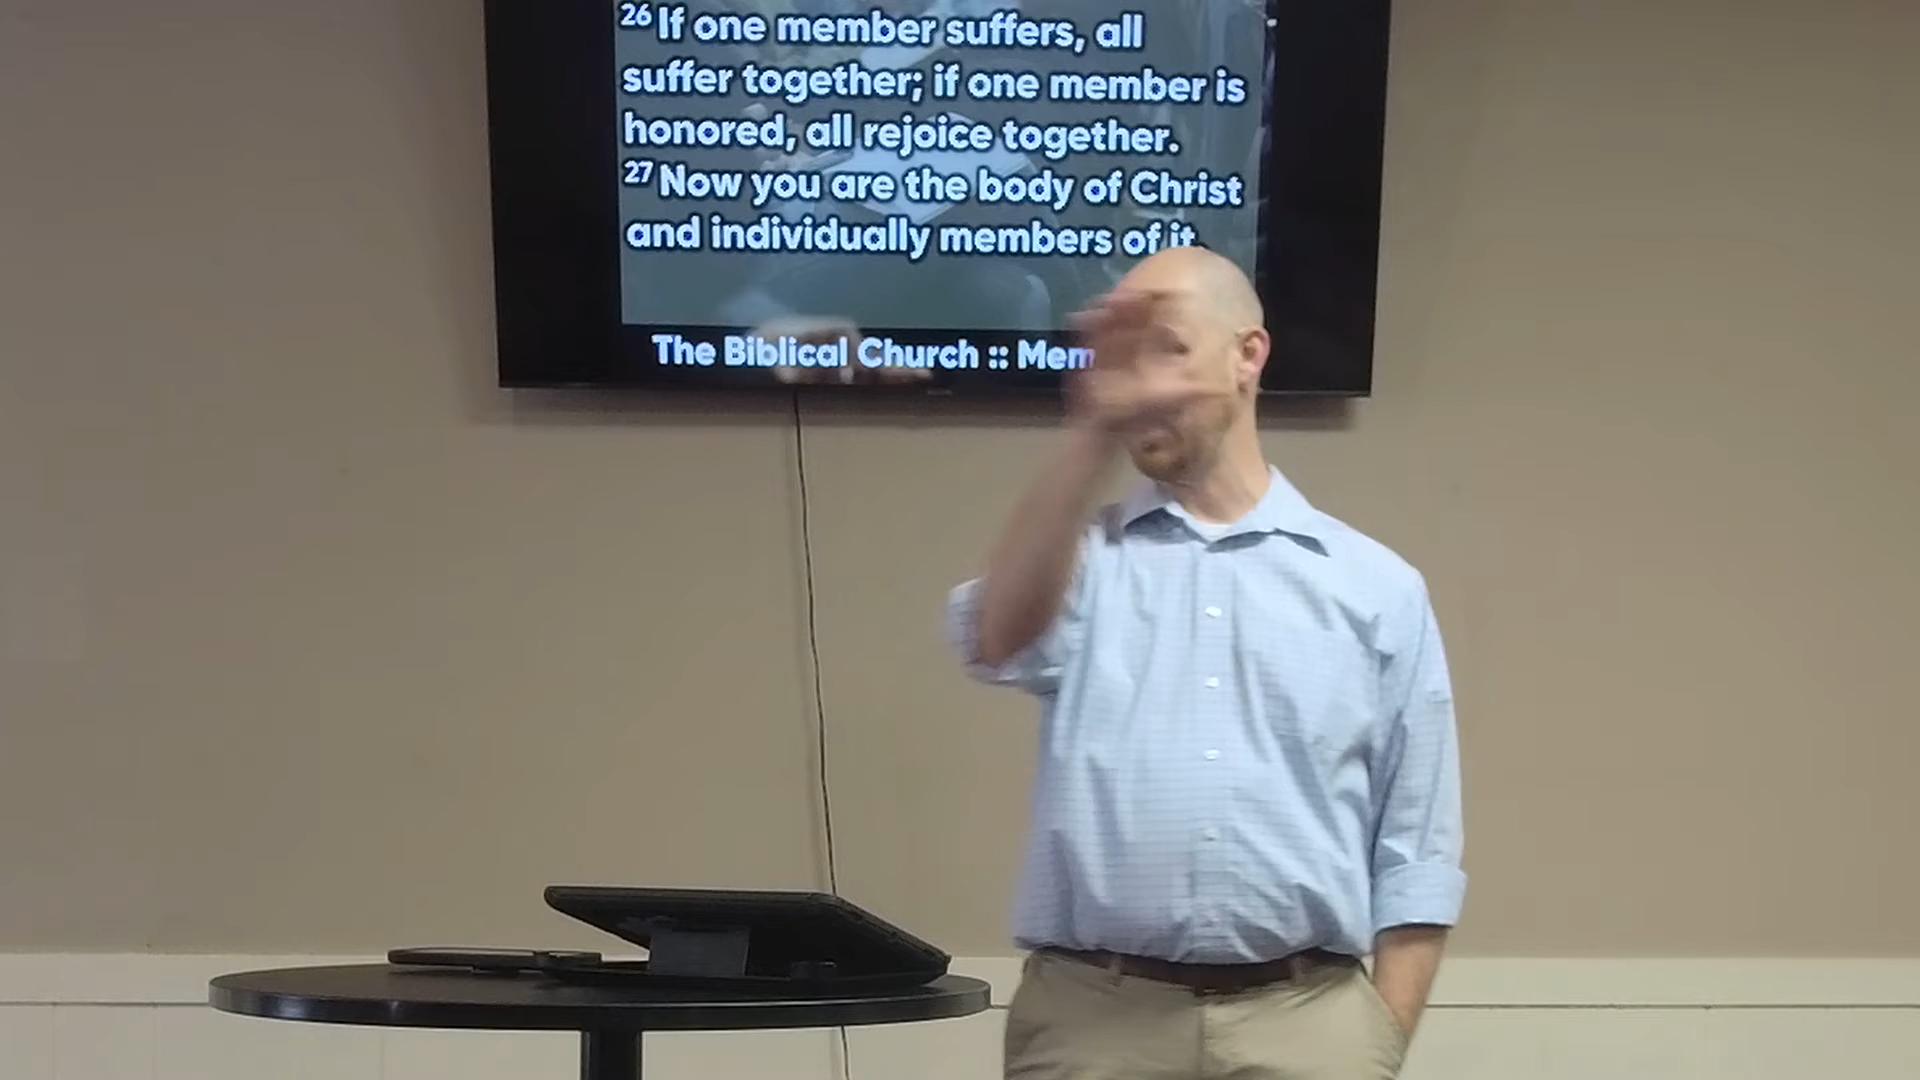 26 If one member suffers, all
suffer together; if one member is
honored, all rejoice together.
27 Now you are the body of Christ
and individually members of it
The Biblical Church ::